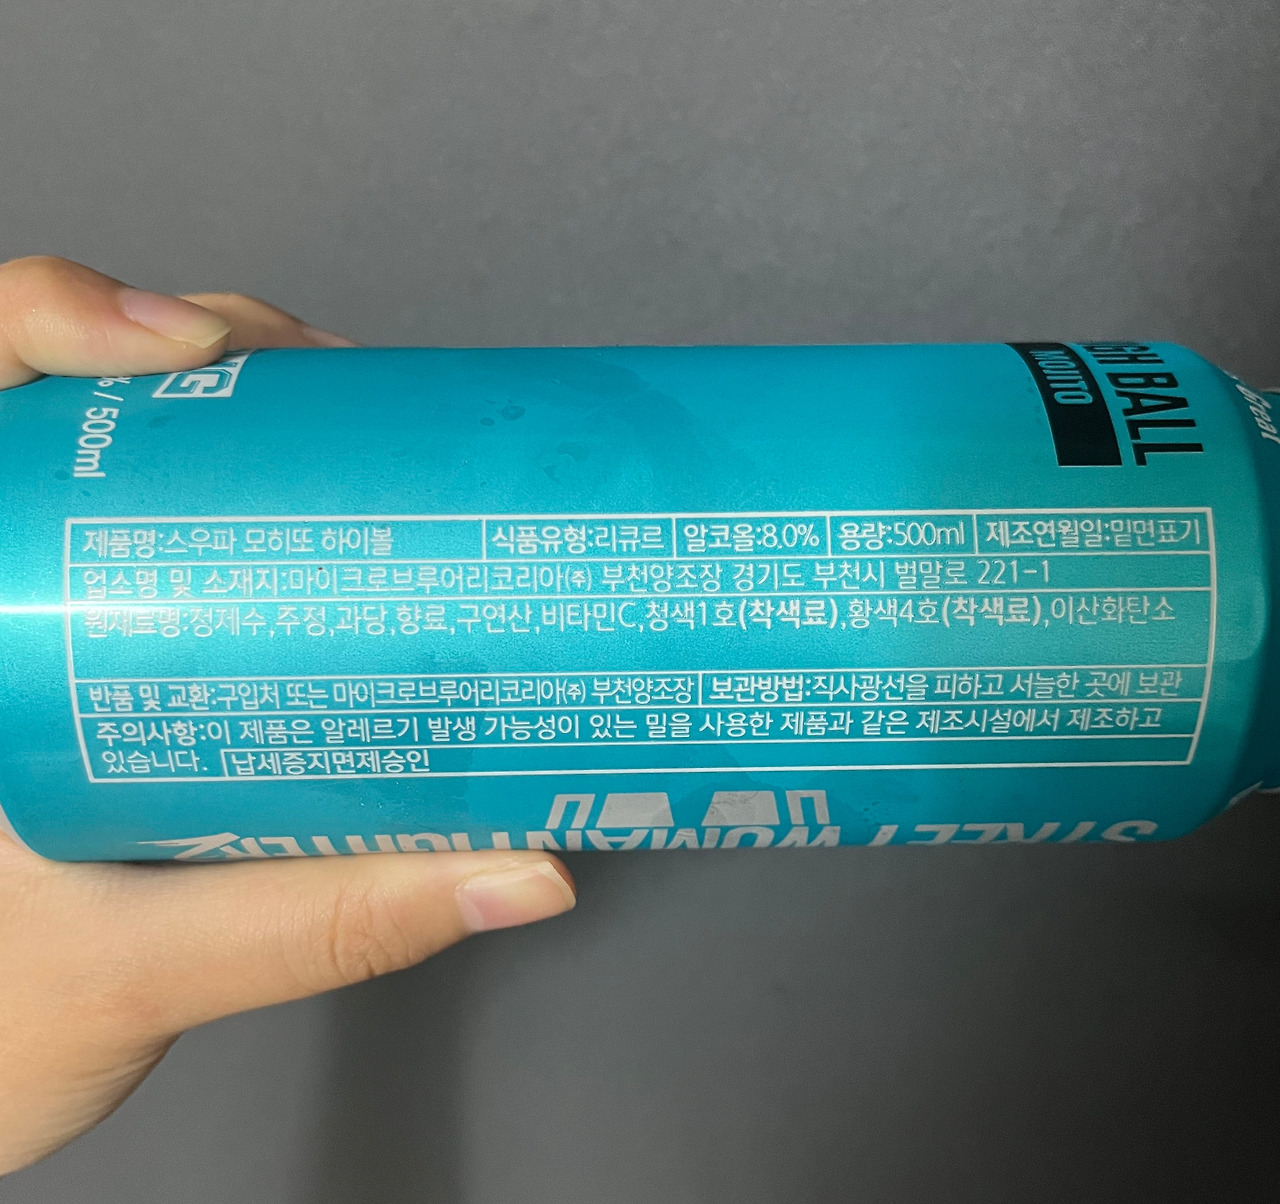 % / 500ml
GH BALL
MOJITO
Great
제품명:스우파 모히또 하이볼 식품유형:리큐르 알코올:8.0% 용량:500ml 제조연월일:밑면표기
업소명 및 소재지:마이크로브루어리코리아㈜ 부천양조장 경기도 부천시 벌말로 221-1
원재료명:정제수,주정,과당,향료,구연산,비타민C,청색1호(착색료),황색4호(착색료),이산화탄소
반품 및 교환:구입처 또는 마이크로브루어리코리아㈜ 부천양조장 보관방법:직사광선을 피하고 서늘한 곳에 보관
주의사항:이 제품은 알레르기 발생 가능성이 있는 밀을 사용한 제품과 같은 제조시설에서 제조하고
있습니다. 납세증지면제승인
STREET WOMAN FIGHTER